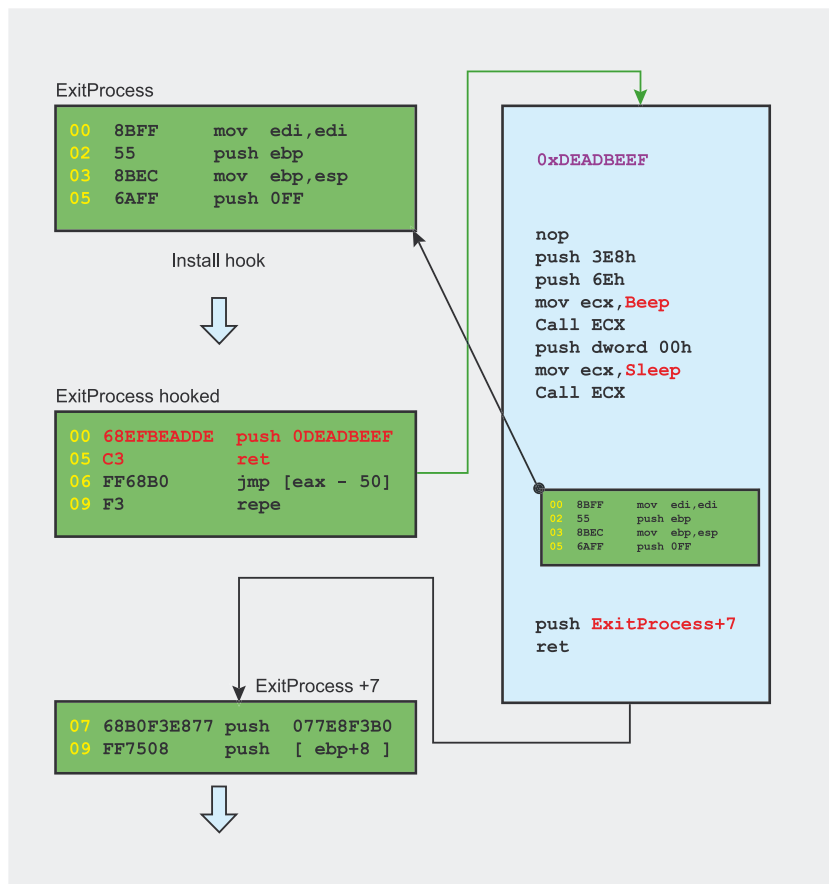 ExitProcess
00 8BFF mov edi,edi
02 55 push ebp
03 8BEC mov ebp,esp
05 6AFF push 0FF
Install hook
ExitProcess hooked
00 68EFBEADDE push 0DEADBEEF
05 C3 ret
06 FF68B0 jmp [eax - 50]
09 F3 repe
ExitProcess +7
07 68B0F3E877 push 077E8F3B0
09 FF7508 push [ ebp+8 ]
0xDEADBEEF
nop
push 3E8h
push 6Eh
mov ecx,Beep
Call ECX
push dword 00h
mov ecx,Sleep
Call ECX
00 8BFF mov edi,edi
02 55 push ebp
03 8BEC mov ebp,esp
05 6AFF push 0FF
push ExitProcess+7
ret